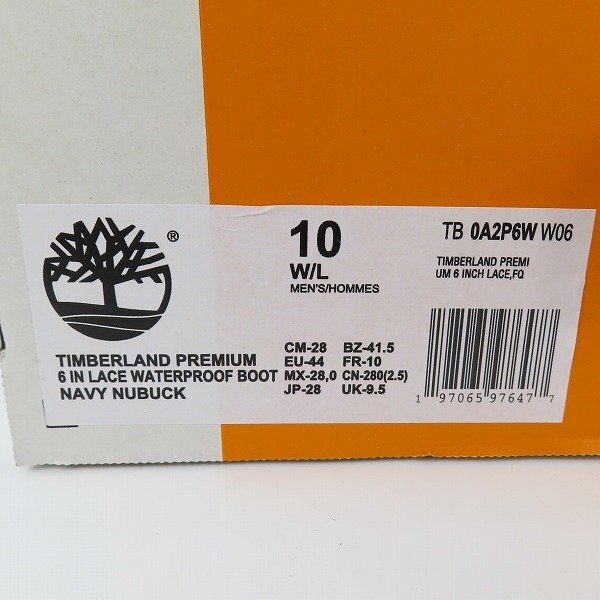 ®
10
W/L
MEN'S/HOMMES
TB 0A2P6W W06
TIMBERLAND PREMI
UM 6 INCH LACE,FQ
TIMBERLAND PREMIUM
6 IN LACE WATERPROOF BOOT
NAVY NUBUCK
CM-28 BZ-41.5
EU-44 FR-10
MX-28,0 CN-280(2.5)
JP-28 UK-9.5
1 97065 97647 7